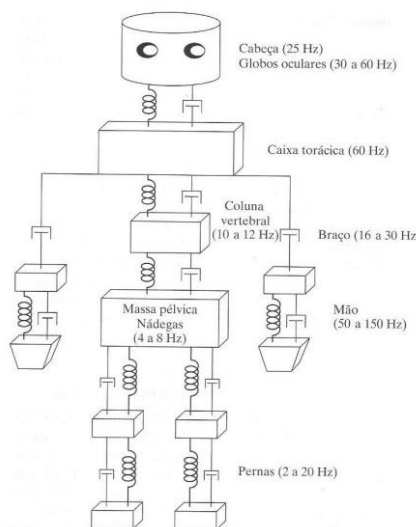 Cabeça (25 Hz)
Globos oculares (30 a 60 Hz)
Caixa torácica (60 Hz)
Coluna
vertebral
(10 a 12 Hz)
Braço (16 a 30 Hz
Mão
(50 a 150 Hz)
Massa pélvica
Nádegas
(4 a 8 Hz)
Pernas (2 a 20 Hz)